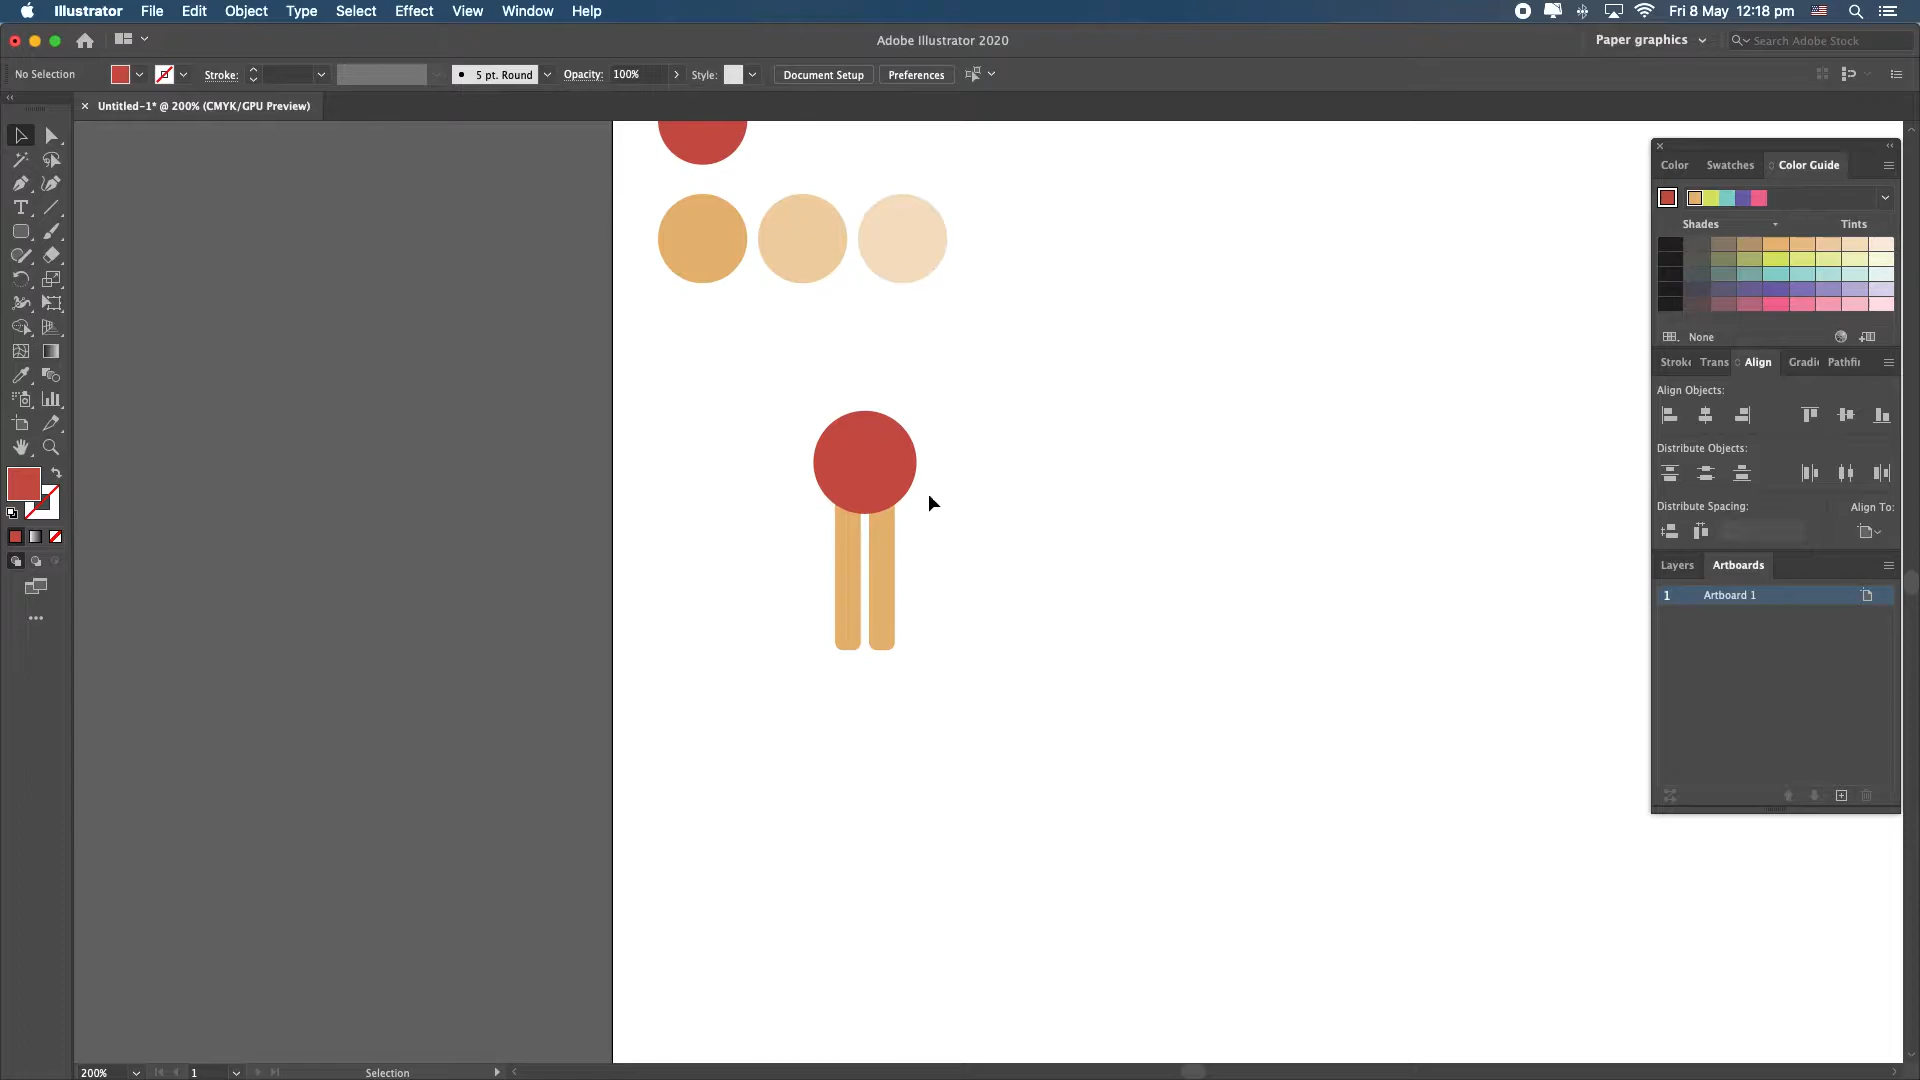 Illustrator File Edit Object Type Select Effect View Window Help
Fri 8 May 12:18 pm
Adobe Illustrator 2020
Paper graphics
Search Adobe Stock
No Selection
Stroke:
5 pt. Round
Opacity: 100%
Style:
Document Setup
Preferences
Untitled-1* @ 200% (CMYK/GPU Preview)
Color Swatches Color Guide
Shades Tints
None
Stroke Trans Align Gradi Pathfi
Align Objects:
Distribute Objects:
Distribute Spacing: Align To:
Layers Artboards
1 Artboard 1
200% 1 Selection